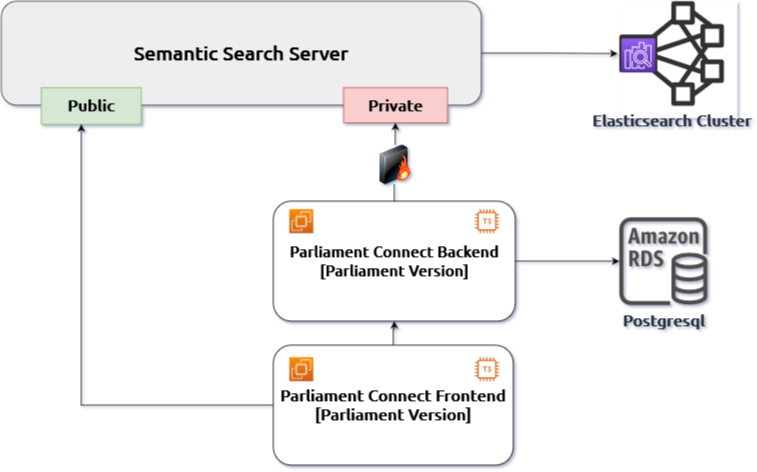 Semantic Search Server
Public
Private
Elasticsearch Cluster
T3
Parliament Connect Backend
[Parliament Version]
Amazon
RDS
Postgresql
T3
Parliament Connect Frontend
[Parliament Version]